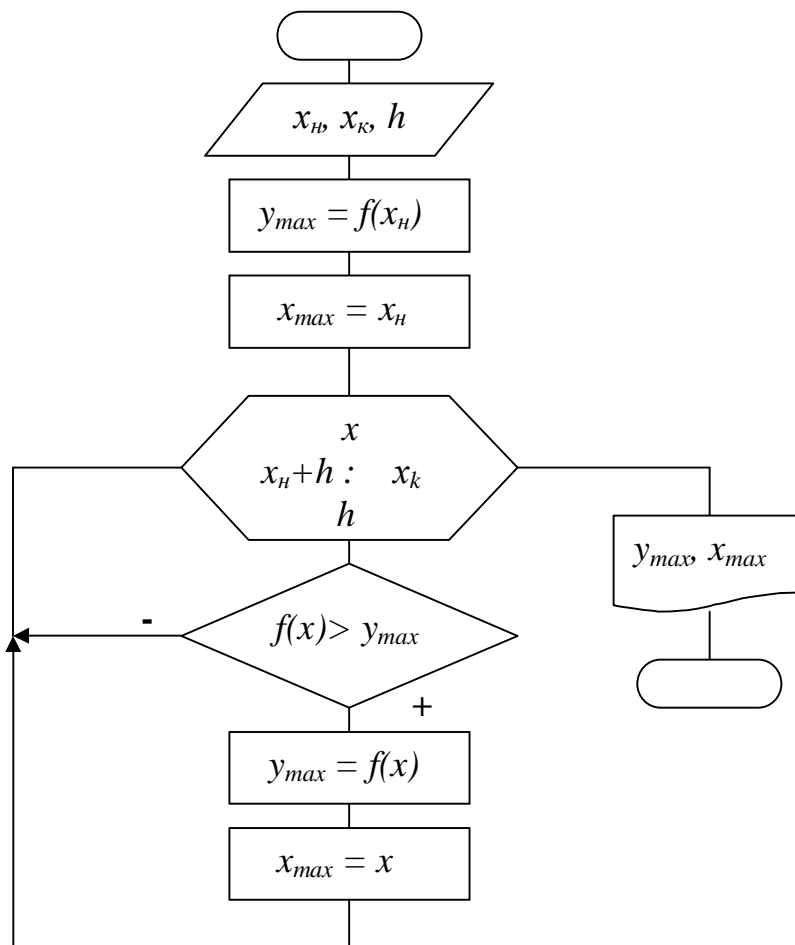 xн, xк, h
ymax = f(xн)
xmax = xн
x
xн+h : xk
h
ymax, xmax
f(x)> ymax
-
+
ymax = f(x)
xmax = x